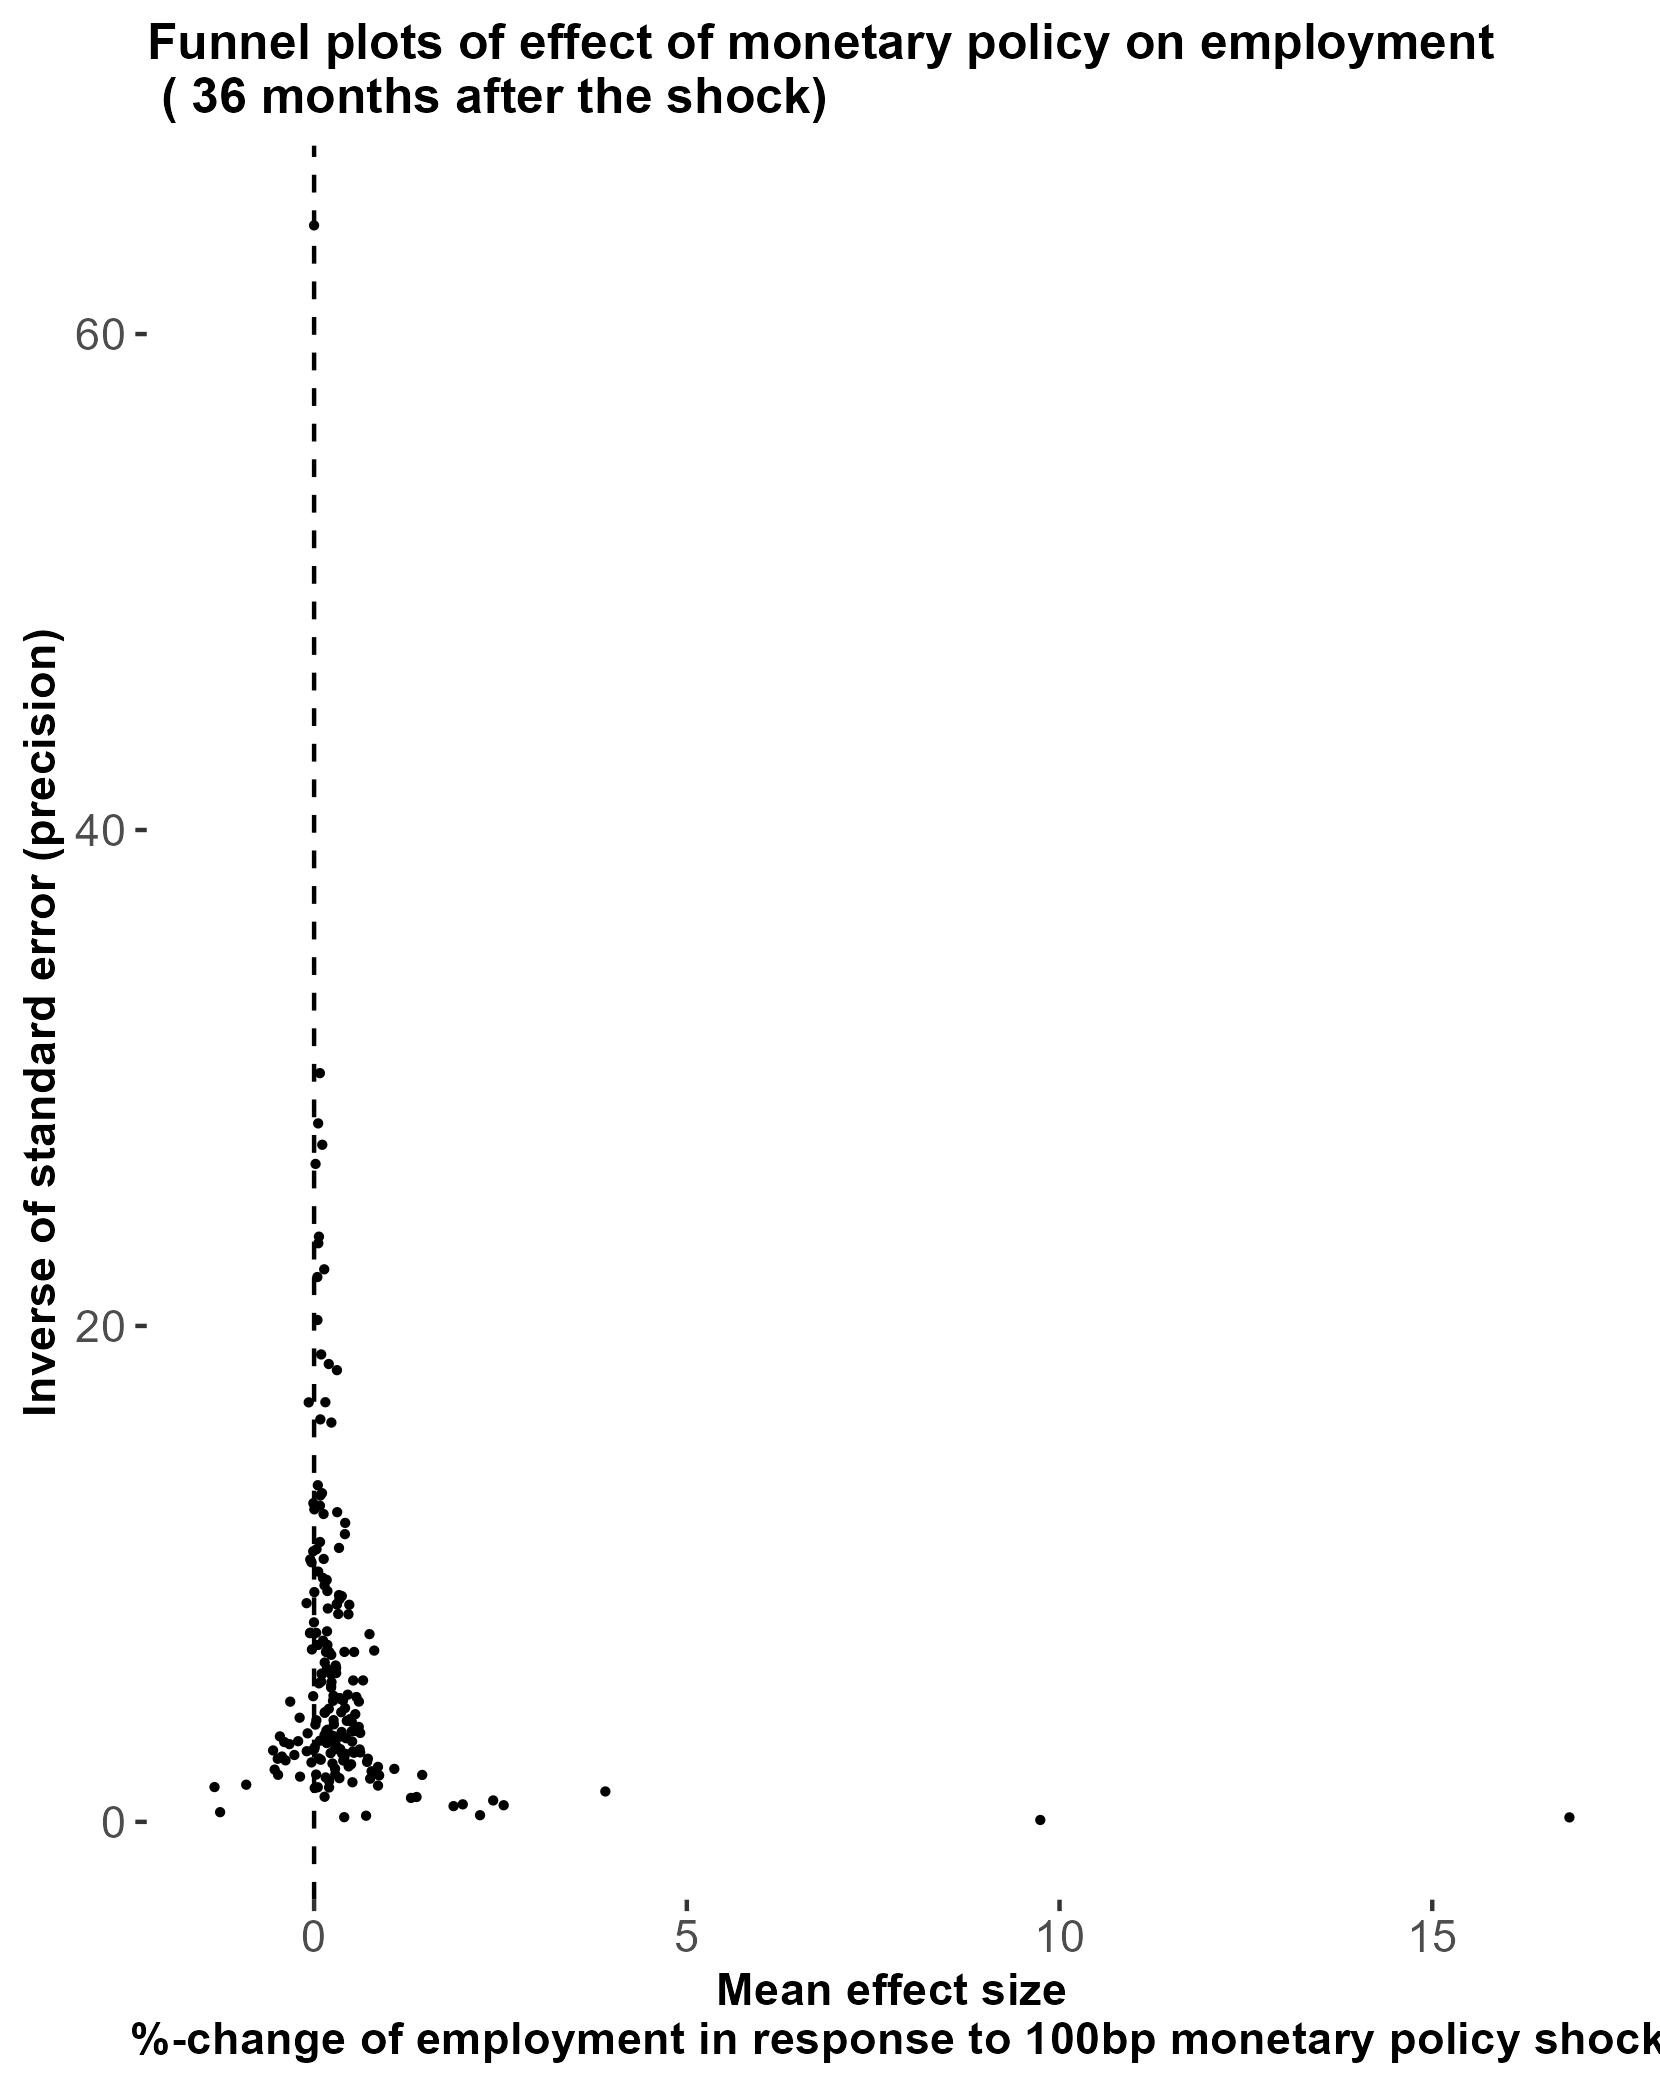 Funnel plots of effect of monetary policy on employment
( 36 months after the shock)
Inverse of standard error (precision)
60
40
20
0
0
5
10
15
Mean effect size
%-change of employment in response to 100bp monetary policy shock